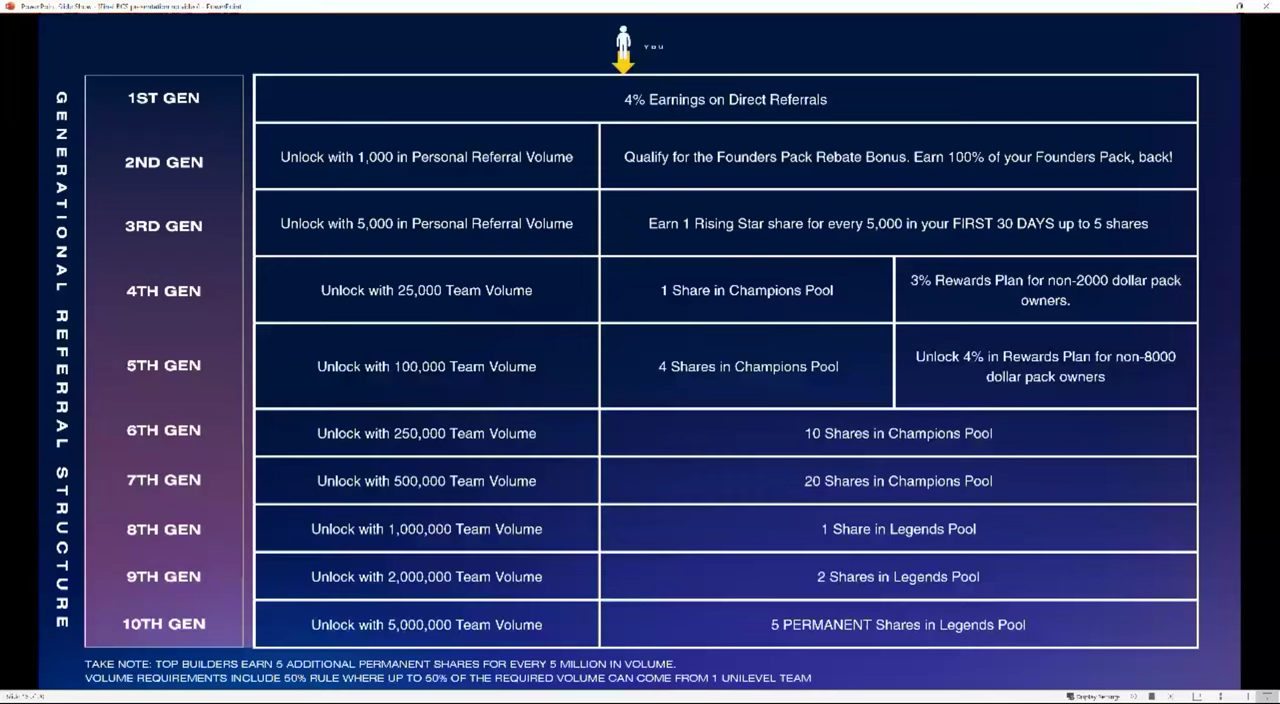 You
GENERATIONAL REFERRAL STRUCTURE
1ST GEN
4% Earnings on Direct Referrals
2ND GEN
Unlock with 1,000 in Personal Referral Volume
Qualify for the Founders Pack Rebate Bonus. Earn 100% of your Founders Pack, back!
3RD GEN
Unlock with 5,000 in Personal Referral Volume
Earn 1 Rising Star share for every 5,000 in your FIRST 30 DAYS up to 5 shares
4TH GEN
Unlock with 25,000 Team Volume
1 Share in Champions Pool
3% Rewards Plan for non-2000 dollar pack
owners.
5TH GEN
Unlock with 100,000 Team Volume
4 Shares in Champions Pool
Unlock 4% in Rewards Plan for non-8000
dollar pack owners
6TH GEN
Unlock with 250,000 Team Volume
10 Shares in Champions Pool
7TH GEN
Unlock with 500,000 Team Volume
20 Shares in Champions Pool
8TH GEN
Unlock with 1,000,000 Team Volume
1 Share in Legends Pool
9TH GEN
Unlock with 2,000,000 Team Volume
2 Shares in Legends Pool
10TH GEN
Unlock with 5,000,000 Team Volume
5 PERMANENT Shares in Legends Pool
TAKE NOTE: TOP BUILDERS EARN 5 ADDITIONAL PERMANENT SHARES FOR EVERY 5 MILLION IN VOLUME.
VOLUME REQUIREMENTS INCLUDE 50% RULE WHERE UP TO 50% OF THE REQUIRED VOLUME CAN COME FROM 1 UNILEVEL TEAM
Display Settings